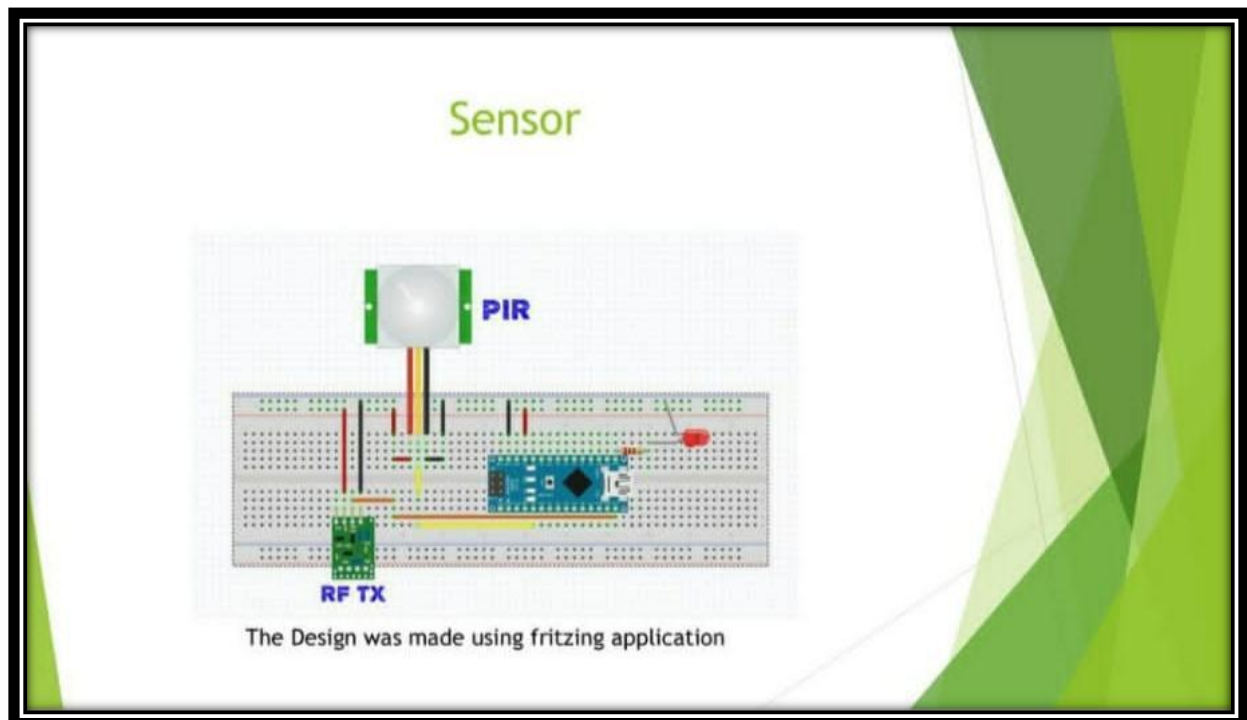 Sensor
PIR
RF TX
The Design was made using fritzing application